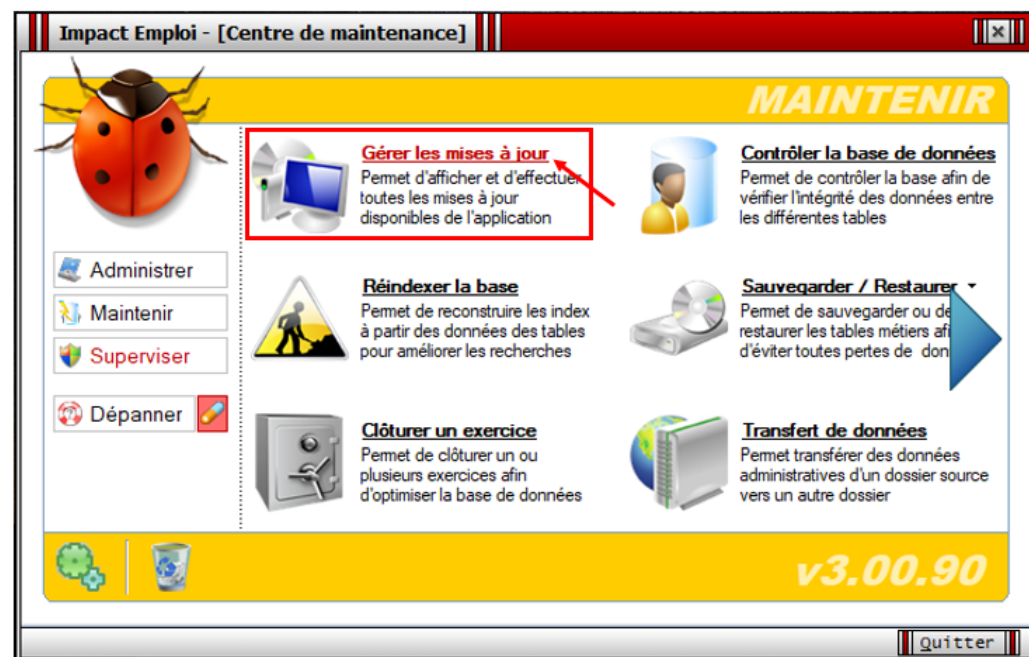 Impact Emploi - [Centre de maintenance]
MAINTENIR
Gérer les mises à jour
Permet d'afficher et d'effectuer
toutes les mises à jour
disponibles de l'application
Contrôler la base de données
Permet de contrôler la base afin de
vérifier l'intégrité des données entre
les différentes tables
Administrer
Maintenir
Superviser
Dépanner
Réindexer la base
Permet de reconstruire les index
à partir des données des tables
pour améliorer les recherches
Sauvegarder / Restaurer
Permet de sauvegarder ou de
restaurer les tables métiers afi
d'éviter toutes pertes de don
Clôturer un exercice
Permet de clôturer un ou
plusieurs exercices afin
d'optimiser la base de données
Transfert de données
Permet transférer des données
administratives d'un dossier source
vers un autre dossier
v3.00.90
Quitter